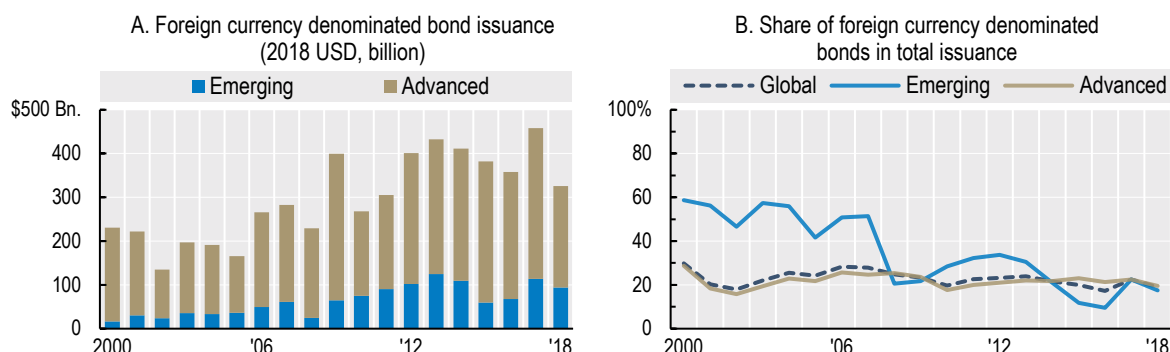 A. Foreign currency denominated bond issuance
(2018 USD, billion)
Emerging Advanced
$500 Bn.
400
300
200
100
0
2000 '06 '12 '18
B. Share of foreign currency denominated
bonds in total issuance
Global Emerging Advanced
100%
80
60
40
20
0
2000 '06 '12 '18